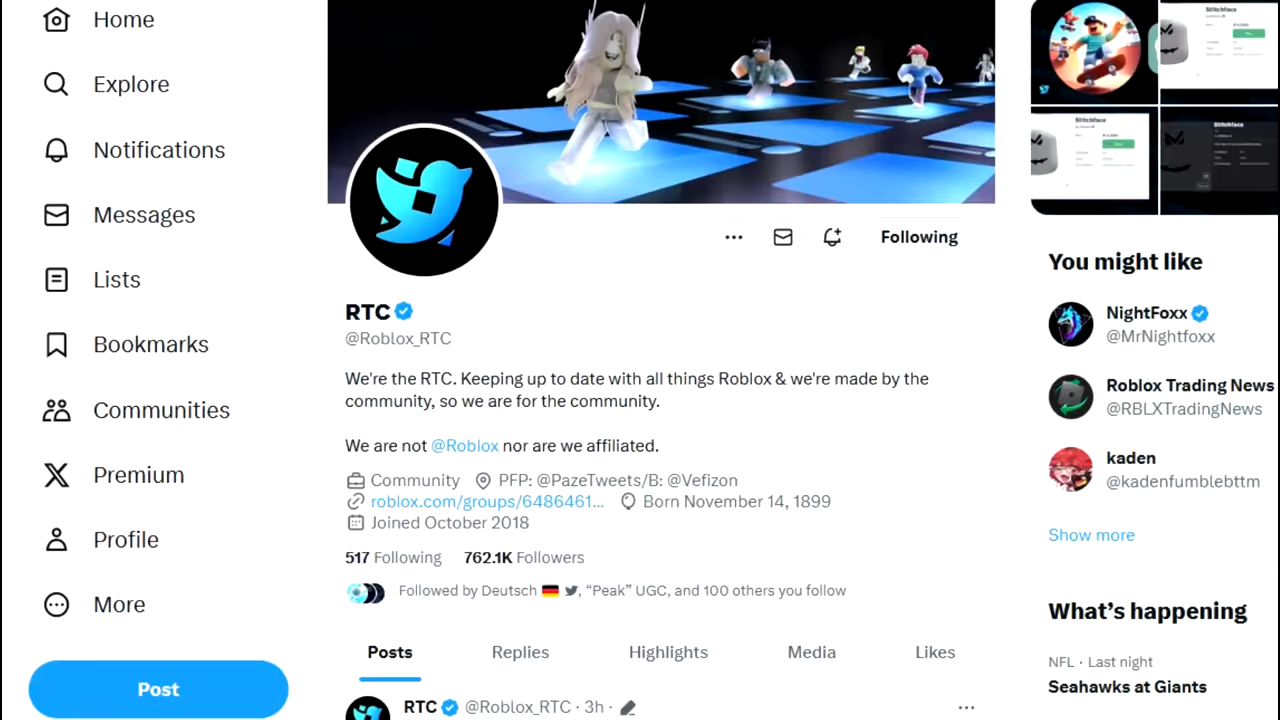 Home
Explore
Notifications
Messages
Lists
Bookmarks
Communities
Premium
Profile
More
Post
Following
RTC
@Roblox_RTC
We're the RTC. Keeping up to date with all things Roblox & we're made by the
community, so we are for the community.
We are not @Roblox nor are we affiliated.
Community PFP: @PazeTweets/B: @Vefizon
roblox.com/groups/6486461... Born November 14, 1899
Joined October 2018
517 Following 762.1K Followers
Followed by Deutsch 🇩🇪 , “Peak” UGC, and 100 others you follow
Posts Replies Highlights Media Likes
RTC @Roblox_RTC · 3h ·
Stitchface
Stitchface
Stitchface
You might like
NightFoxx
@MrNightfoxx
Roblox Trading News
@RBLXTradingNews
kaden
@kadenfumblebttm
Show more
What’s happening
NFL · Last night
Seahawks at Giants